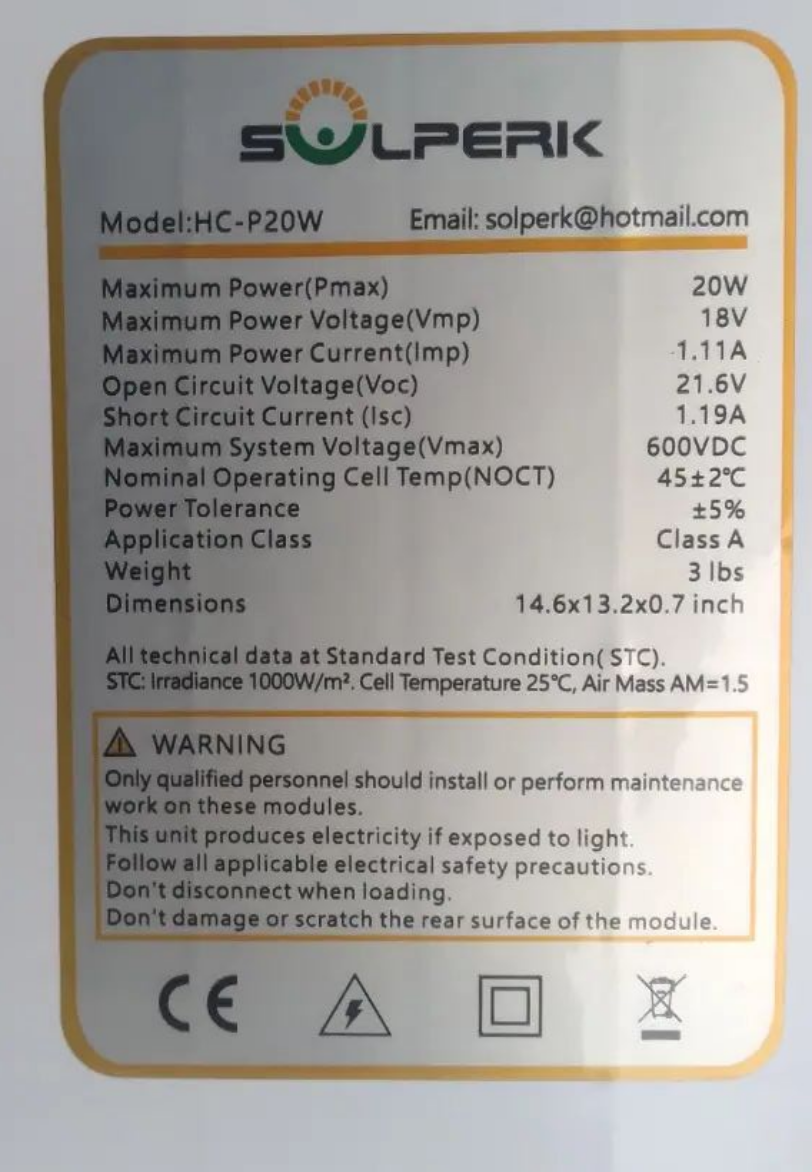 SOLPERK
Model:HC-P20W Email: solperk@hotmail.com
Maximum Power(Pmax) 20W
Maximum Power Voltage(Vmp) 18V
Maximum Power Current(Imp) 1.11A
Open Circuit Voltage(Voc) 21.6V
Short Circuit Current (Isc) 1.19A
Maximum System Voltage(Vmax) 600VDC
Nominal Operating Cell Temp(NOCT) 45±2℃
Power Tolerance ±5%
Application Class Class A
Weight 3 lbs
Dimensions 14.6x13.2x0.7 inch
All technical data at Standard Test Condition( STC).
STC: Irradiance 1000W/m². Cell Temperature 25℃, Air Mass AM=1.5
WARNING
Only qualified personnel should install or perform maintenance
work on these modules.
This unit produces electricity if exposed to light.
Follow all applicable electrical safety precautions.
Don't disconnect when loading.
Don't damage or scratch the rear surface of the module.
CE